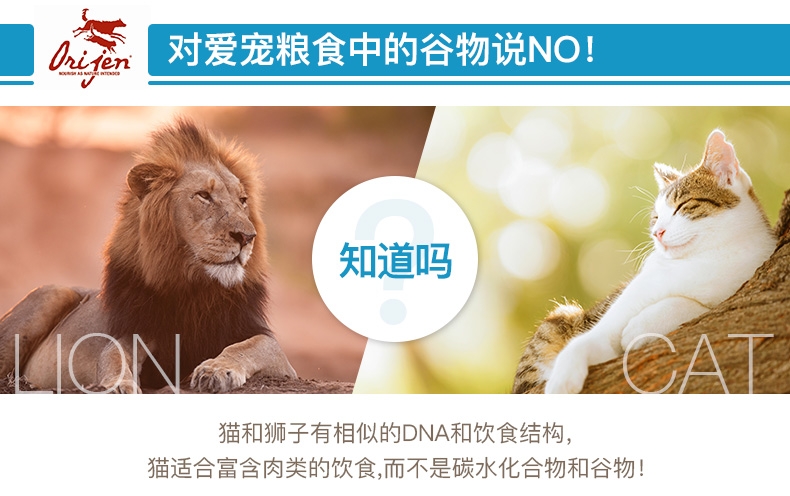 Orijen
NOURISH AS NATURE INTENDED
对爱宠粮食中的谷物说NO！
?
知道吗
LION
CAT
猫和狮子有相似的DNA和饮食结构，
猫适合富含肉类的饮食,而不是碳水化合物和谷物！